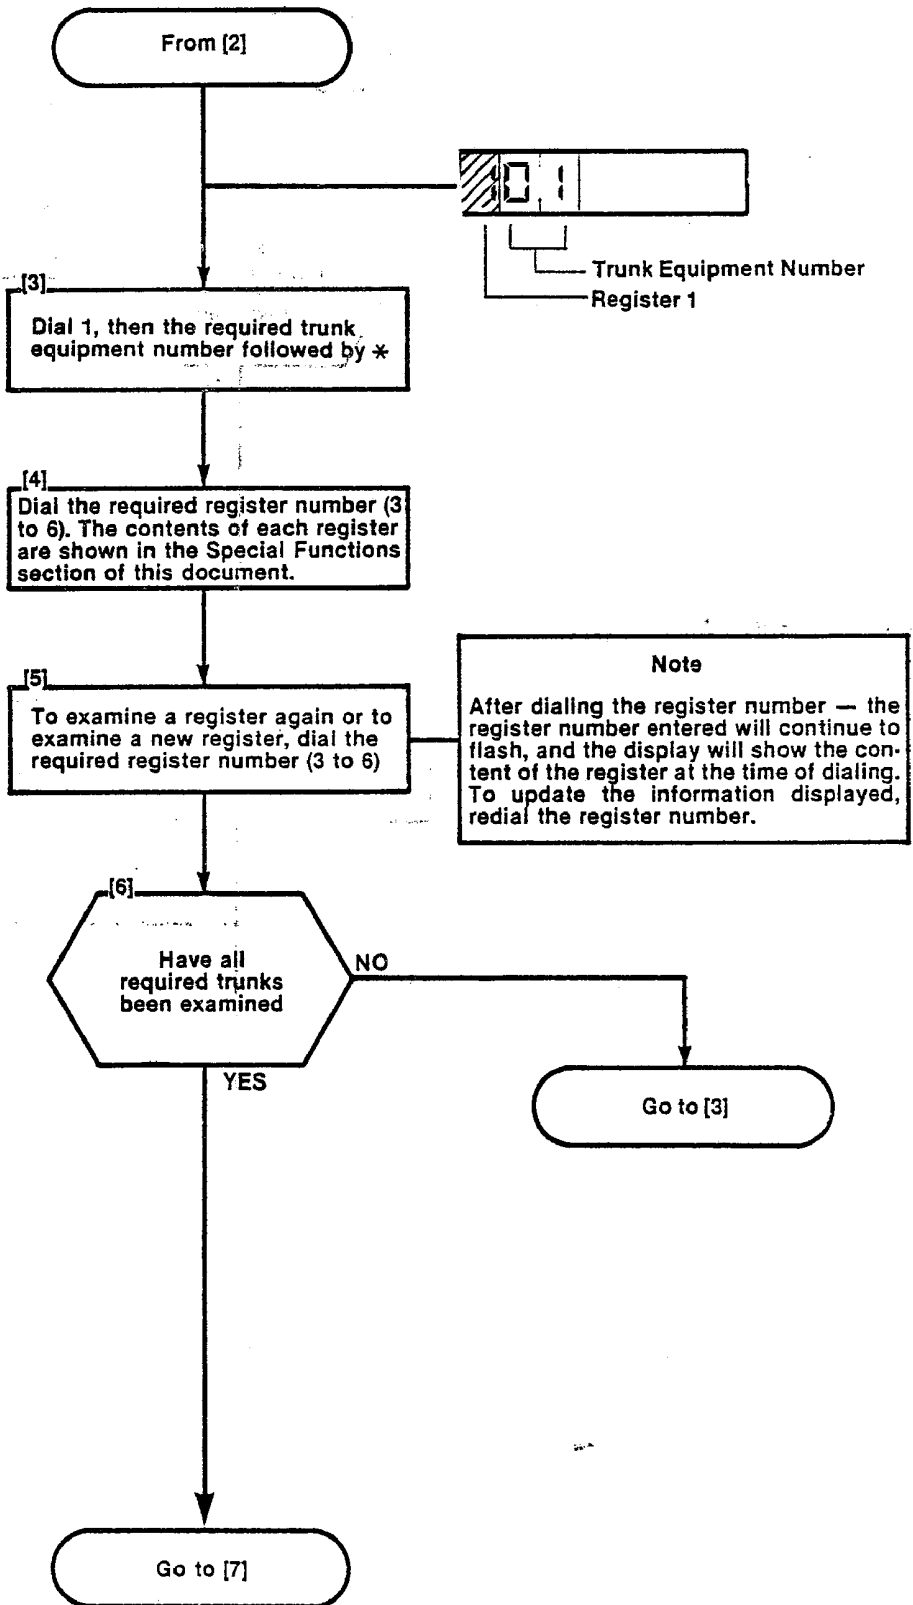 From [2]
1 0 1
Trunk Equipment Number
Register 1
[3]
Dial 1, then the required trunk
equipment number followed by *
[4]
Dial the required register number (3
to 6). The contents of each register
are shown in the Special Functions
section of this document.
[5]
To examine a register again or to
examine a new register, dial the
required register number (3 to 6)
Note
After dialing the register number — the
register number entered will continue to
flash, and the display will show the con-
tent of the register at the time of dialing.
To update the information displayed,
redial the register number.
[6]
Have all
required trunks
been examined
NO
YES
Go to [3]
Go to [7]